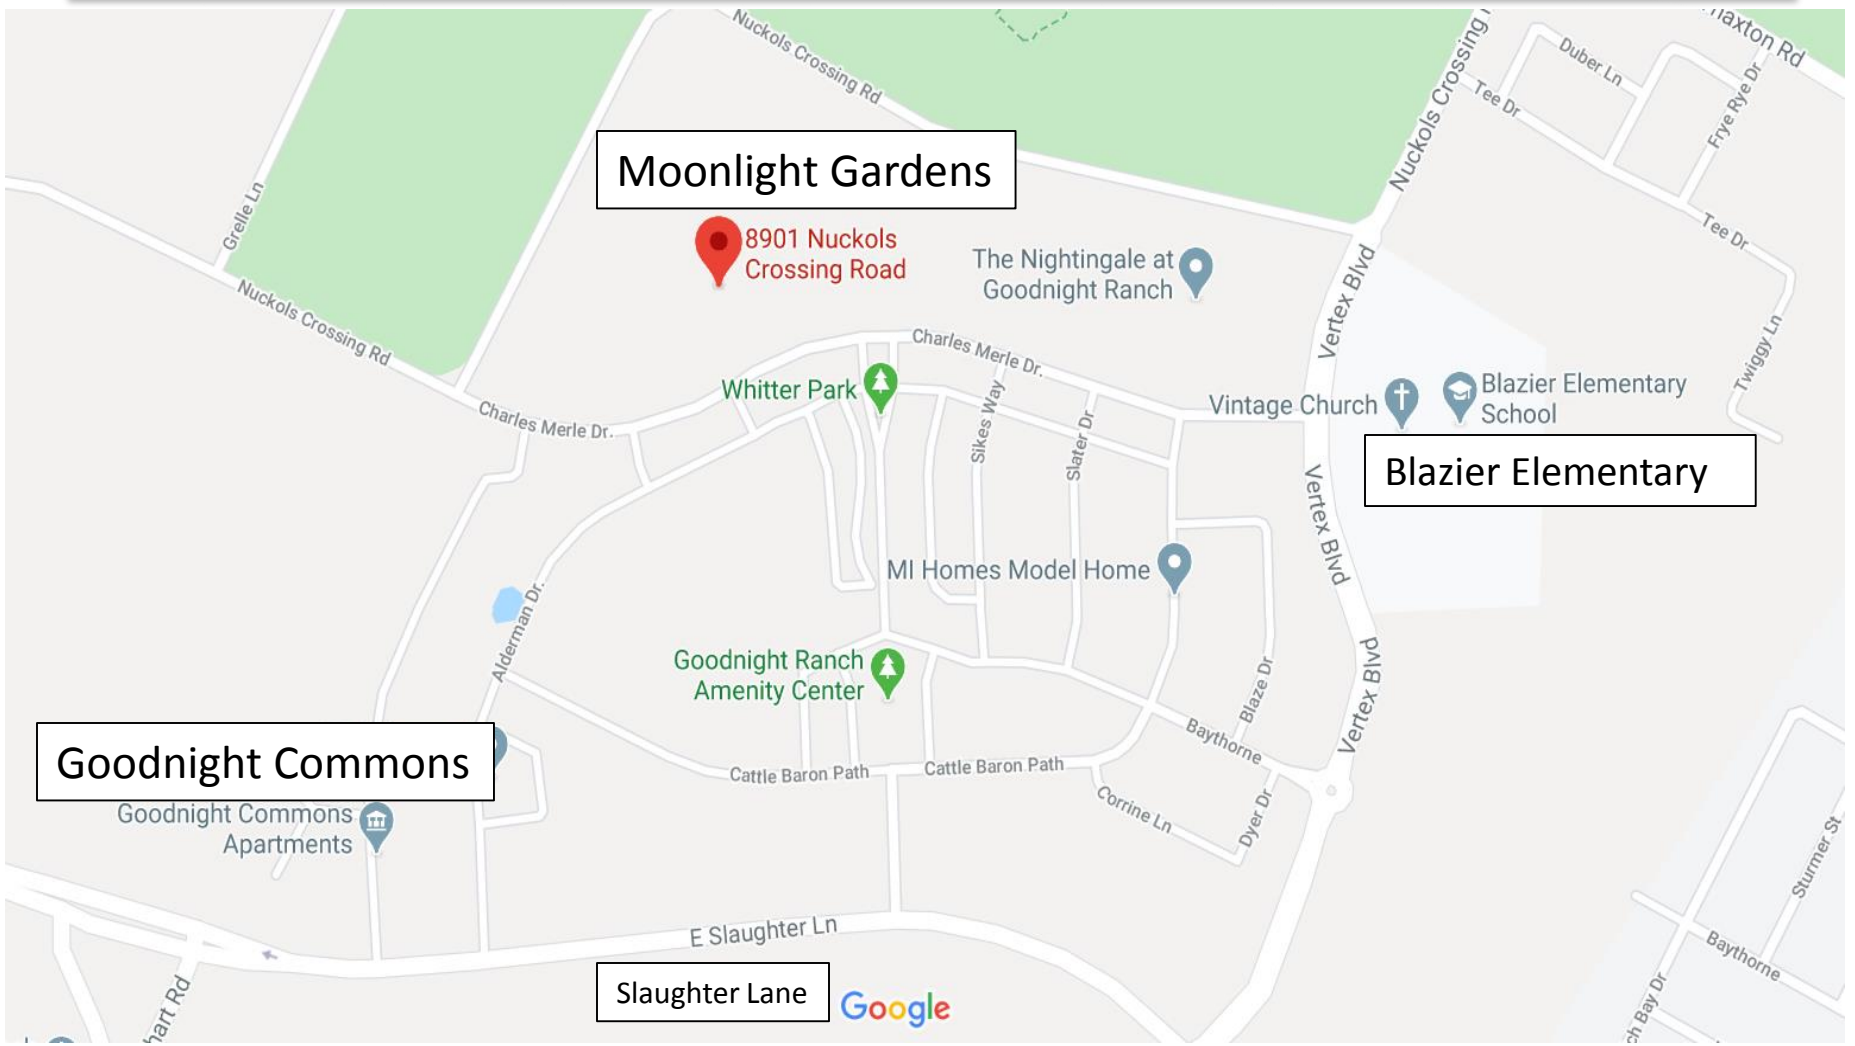 Nuckols Crossing Rd
Nuckols Crossing
Rd
Duber Ln
Tee Dr
Frye Rye Dr
Moonlight Gardens
Grelle Ln
8901 Nuckols
Crossing Road
The Nightingale at
Goodnight Ranch
Tee Dr
Vertex Blvd
Nuckols Crossing Rd
Charles Merle Dr.
Twiggy Ln
Whitter Park
Charles Merle Dr.
Sikes Way
Slater Dr
Vintage Church
Blazier Elementary
School
Blazier Elementary
Vertex Blvd
MI Homes Model Home
Alderman Dr.
Goodnight Ranch
Amenity Center
Blaze Dr
Vertex Blvd
Baythorne
Goodnight Commons
Cattle Baron Path
Cattle Baron Path
Corrine Ln
Dyer Dr
Goodnight Commons
Apartments
Sturmer St
E Slaughter Ln
Baythorne
Slaughter Lane
Google
Bay Dr